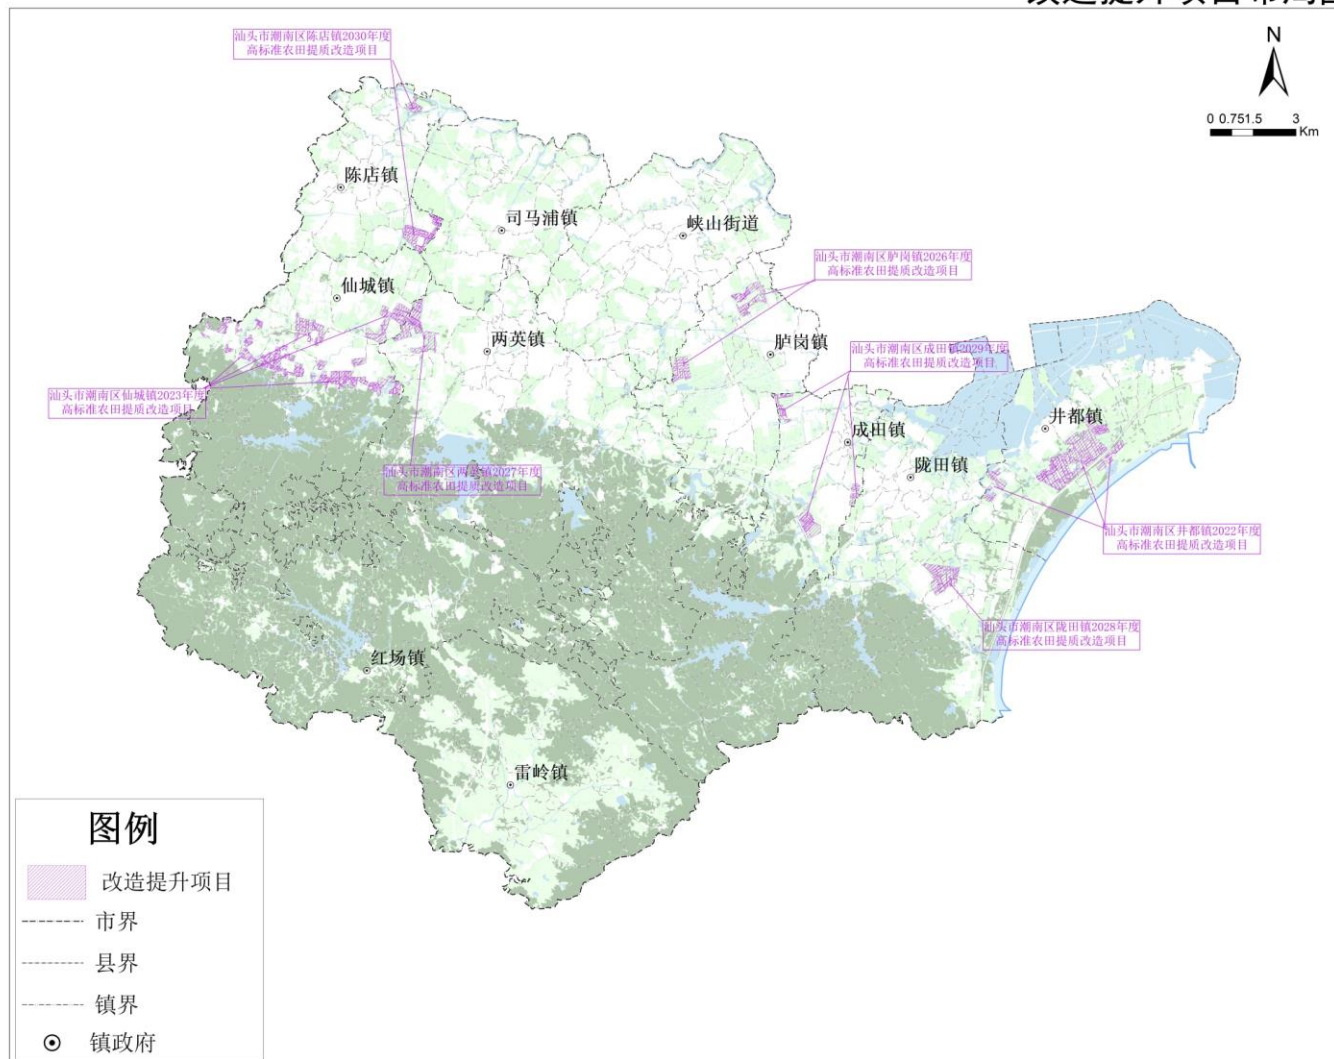 改造提升项目布局图
汕头市潮南区陈店镇2030年度
高标准农田提质改造项目
N
0 0.751.5 3
Km
陈店镇
司马浦镇
峡山街道
汕头市潮南区胪岗镇2026年度
高标准农田提质改造项目
仙城镇
两英镇
胪岗镇
汕头市潮南区成田镇2029年度
高标准农田提质改造项目
汕头市潮南区仙城镇2023年度
高标准农田提质改造项目
井都镇
成田镇
陇田镇
汕头市潮南区两英镇2027年度
高标准农田提质改造项目
汕头市潮南区井都镇2022年度
高标准农田提质改造项目
汕头市潮南区陇田镇2028年度
高标准农田提质改造项目
红场镇
雷岭镇
图例
改造提升项目
市界
县界
镇界
镇政府